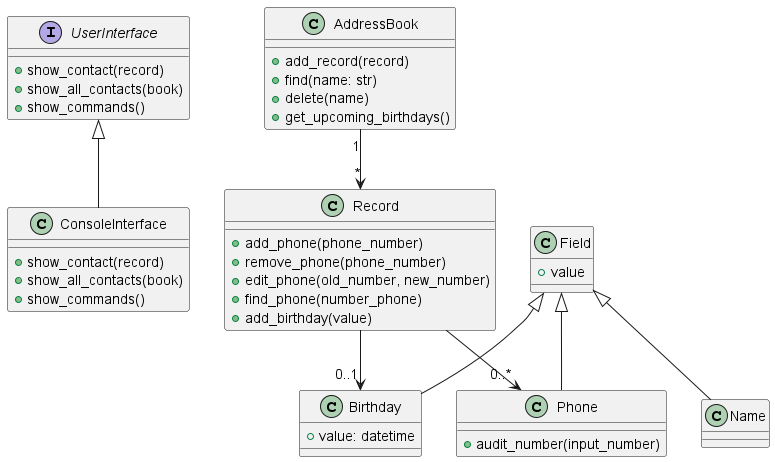 I UserInterface
show_contact(record)
show_all_contacts(book)
show_commands()
C AddressBook
add_record(record)
find(name: str)
delete(name)
get_upcoming_birthdays()
1
*
C ConsoleInterface
show_contact(record)
show_all_contacts(book)
show_commands()
C Record
add_phone(phone_number)
remove_phone(phone_number)
edit_phone(old_number, new_number)
find_phone(number_phone)
add_birthday(value)
C Field
value
0..1
0..*
C Birthday
value: datetime
C Phone
audit_number(input_number)
C Name